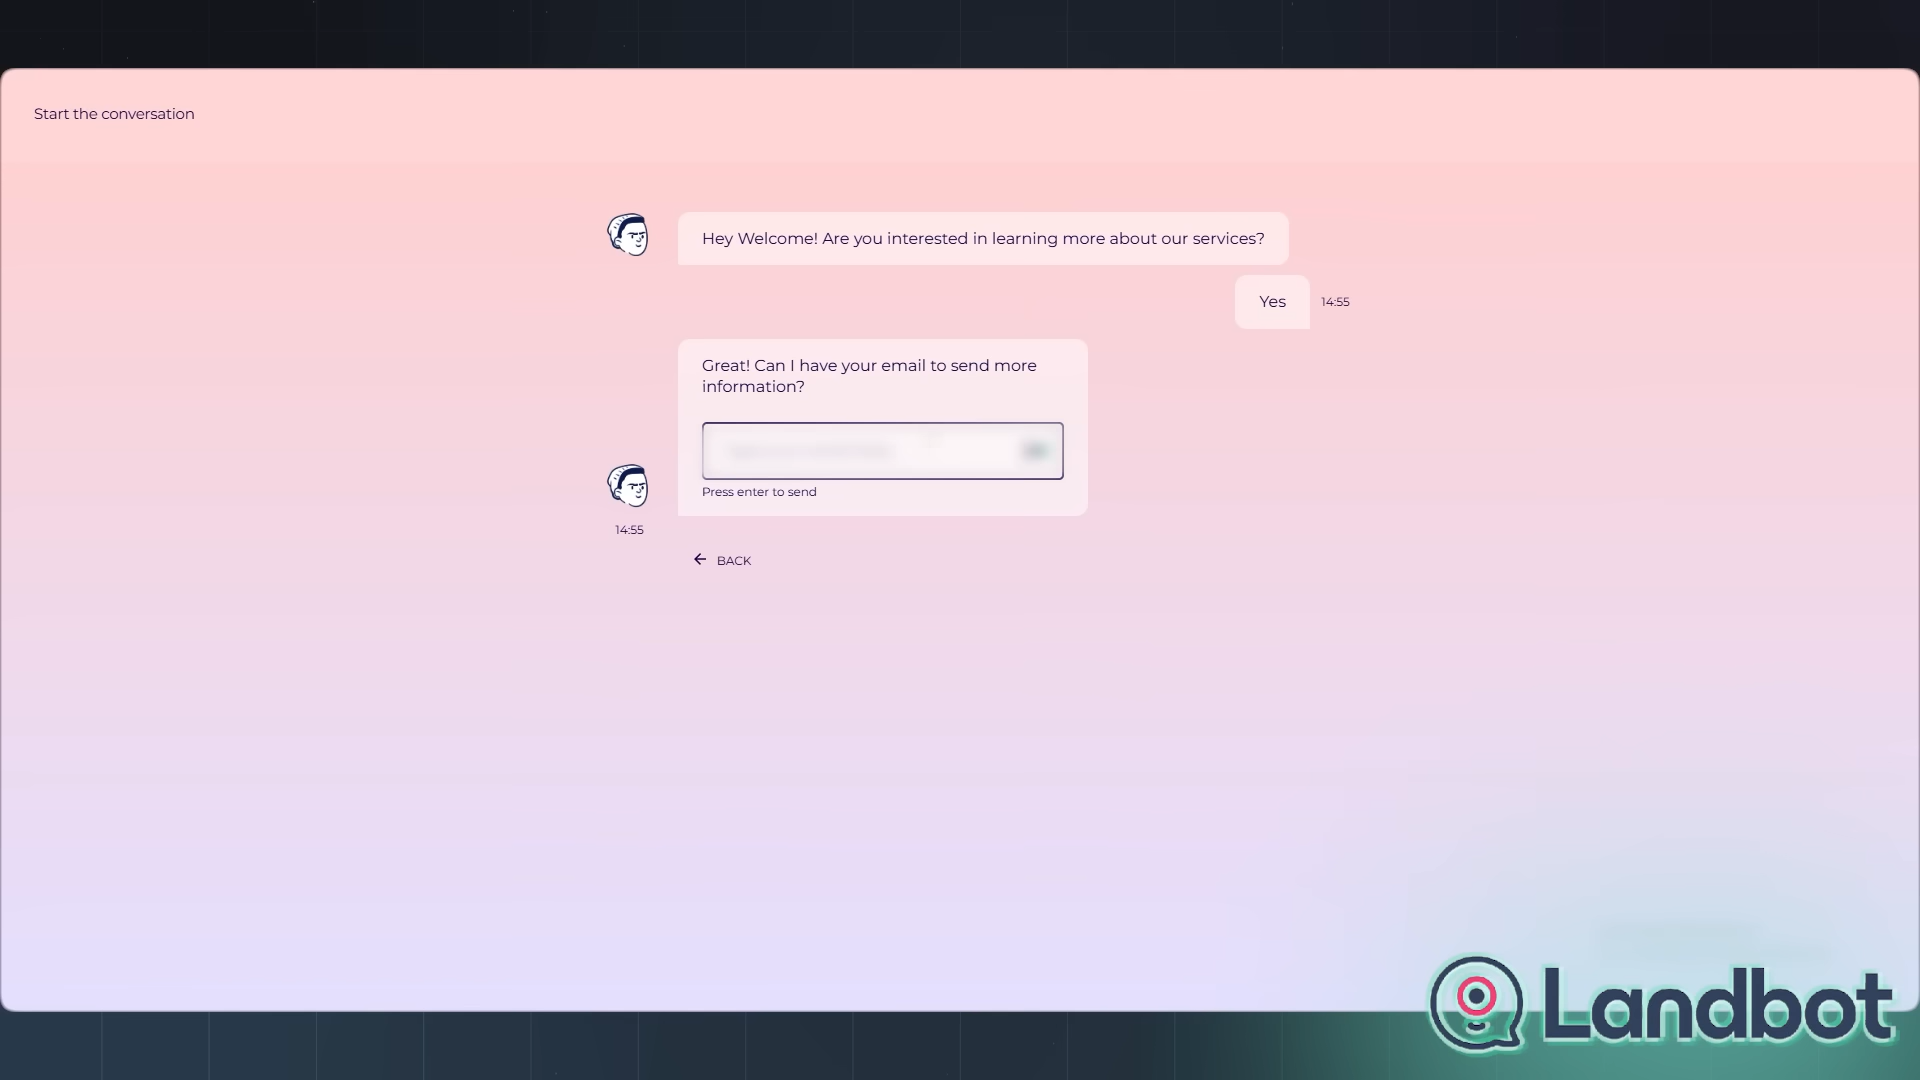 Start the conversation
Hey Welcome! Are you interested in learning more about our services?
Yes
14:55
Great! Can I have your email to send more
information?
Press enter to send
14:55
BACK
Landbot